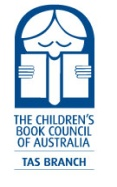 THE CHILDREN'S
BOOK COUNCIL
OF AUSTRALIA
TAS BRANCH